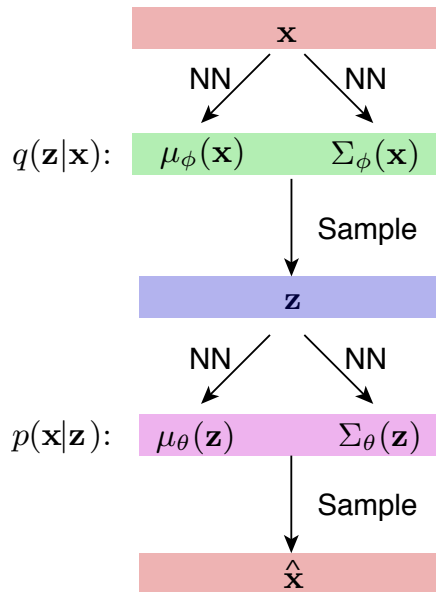 x
NN NN
q(z|x): μ_ϕ(x) Σ_ϕ(x)
Sample
z
NN NN
p(x|z): μ_θ(z) Σ_θ(z)
Sample
x̂